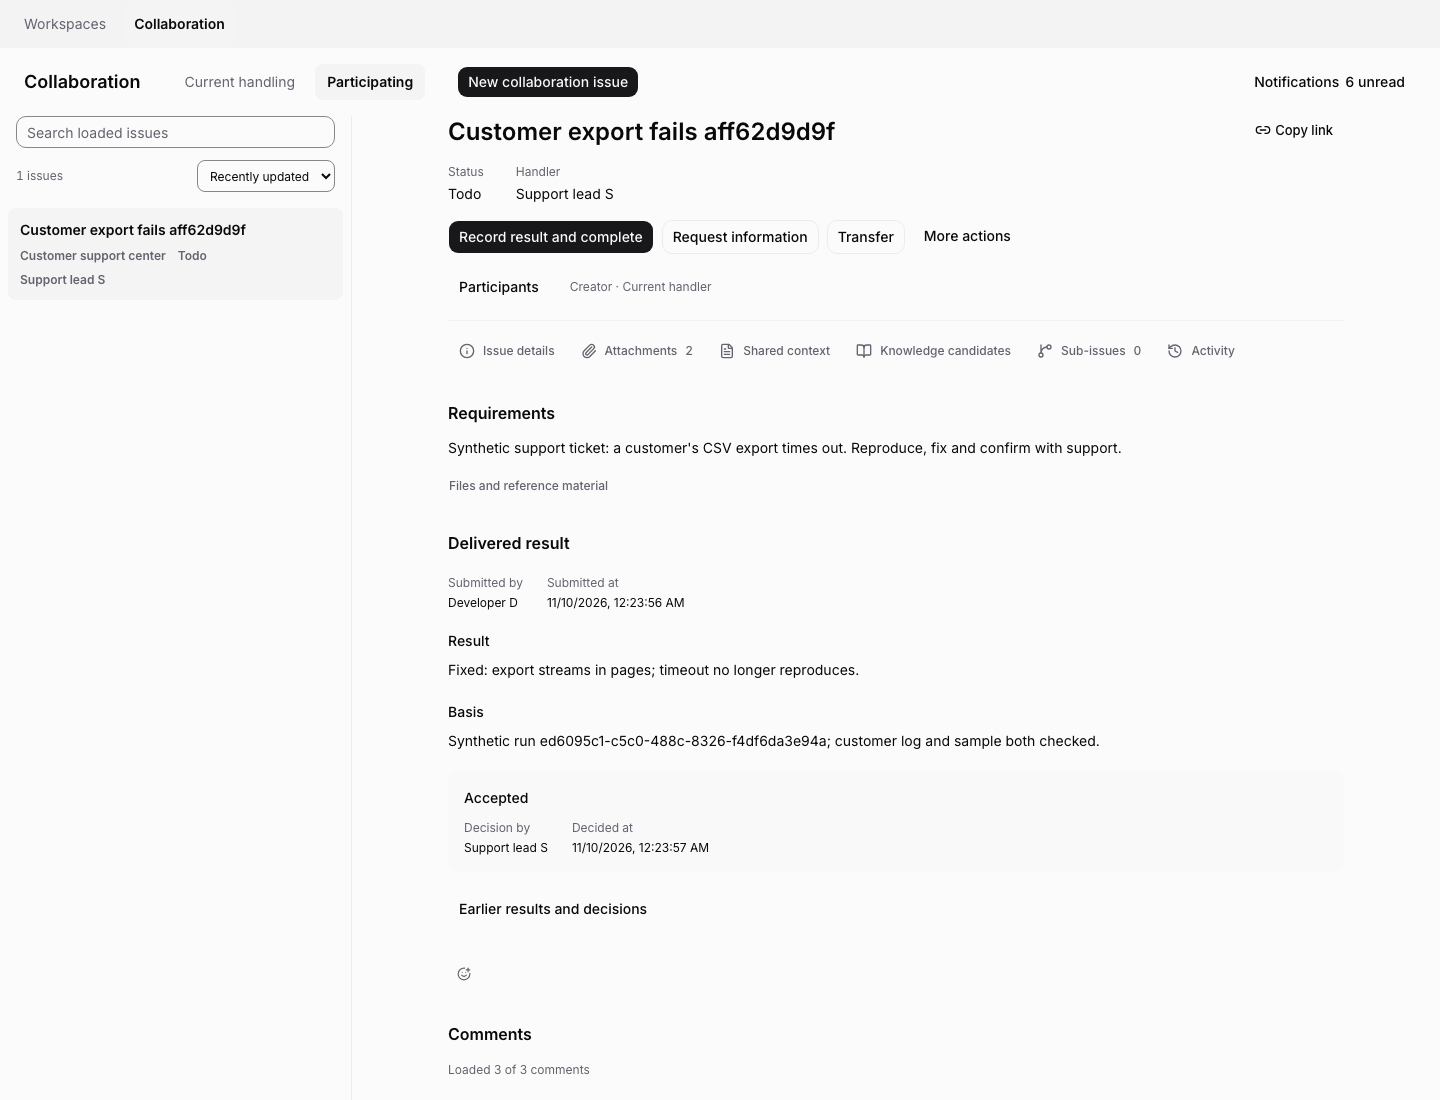 Workspaces Collaboration
Collaboration Current handling Participating New collaboration issue Notifications 6 unread
Search loaded issues
1 issues Recently updated
Customer export fails aff62d9d9f
Customer support center Todo
Support lead S
Customer export fails aff62d9d9f Copy link
Status Handler
Todo Support lead S
Record result and complete Request information Transfer More actions
Participants Creator · Current handler
Issue details Attachments 2 Shared context Knowledge candidates Sub-issues 0 Activity
Requirements
Synthetic support ticket: a customer's CSV export times out. Reproduce, fix and confirm with support.
Files and reference material
Delivered result
Submitted by Submitted at
Developer D 11/10/2026, 12:23:56 AM
Result
Fixed: export streams in pages; timeout no longer reproduces.
Basis
Synthetic run ed6095c1-c5c0-488c-8326-f4df6da3e94a; customer log and sample both checked.
Accepted
Decision by Decided at
Support lead S 11/10/2026, 12:23:57 AM
Earlier results and decisions
Comments
Loaded 3 of 3 comments